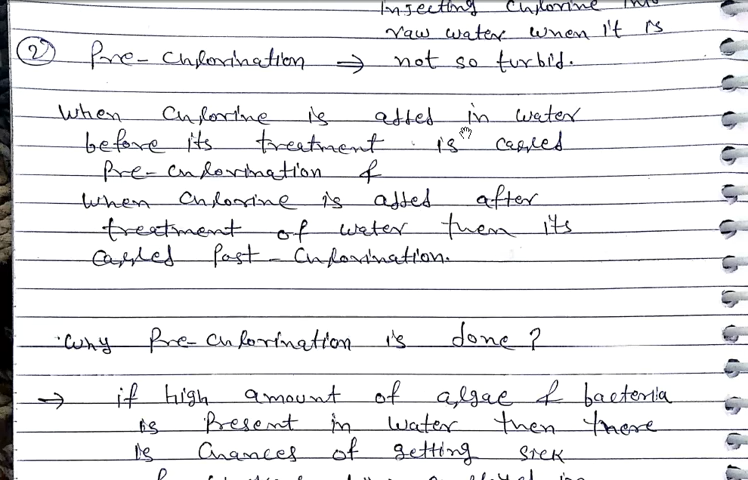 Injecting Chlorine into
raw water when it is
② Pre-Chlorination → not so turbid.
When Chlorine is added in water
before its treatment is called
Pre-Chlorination &
when Chlorine is added after
treatment of water then its
called Post-Chlorination.
Why Pre-Chlorination is done?
→ if high amount of algae & bacteria
is Present in water then there
is Chances of getting sick